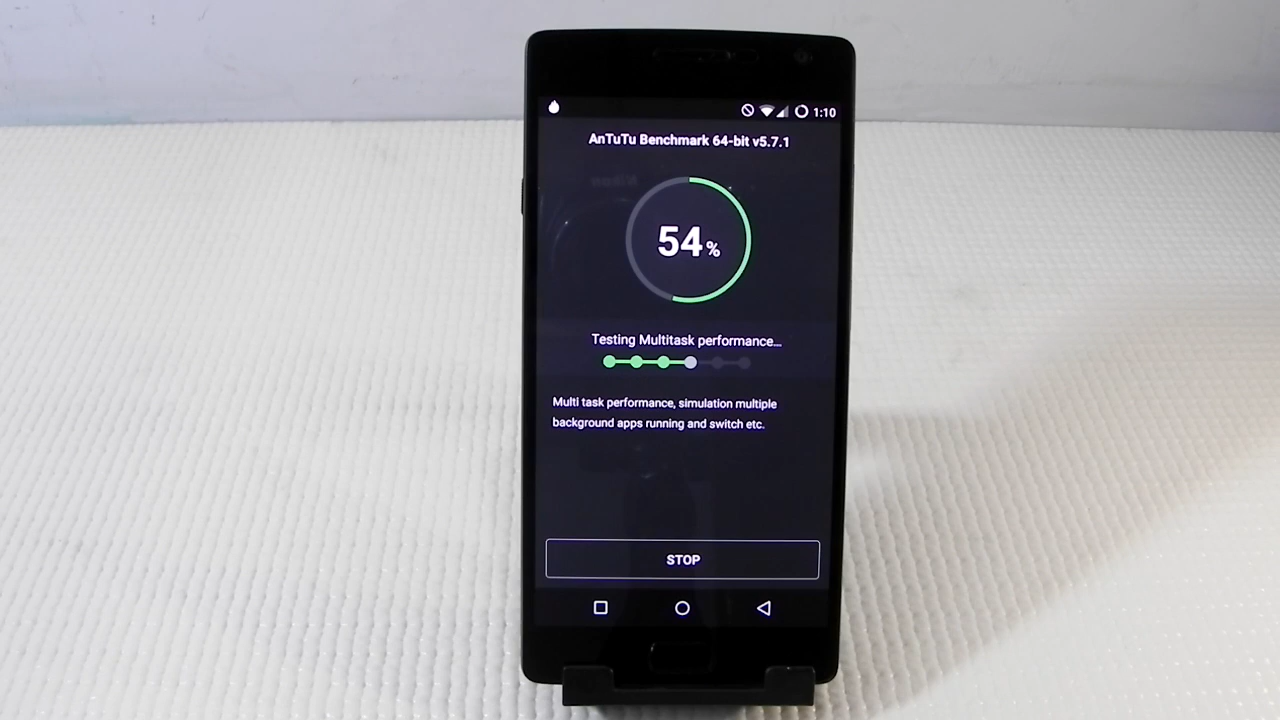 1:10
AnTuTu Benchmark 64-bit v5.7.1
54%
Testing Multitask performance...
Multi task performance, simulation multiple
background apps running and switch etc.
STOP